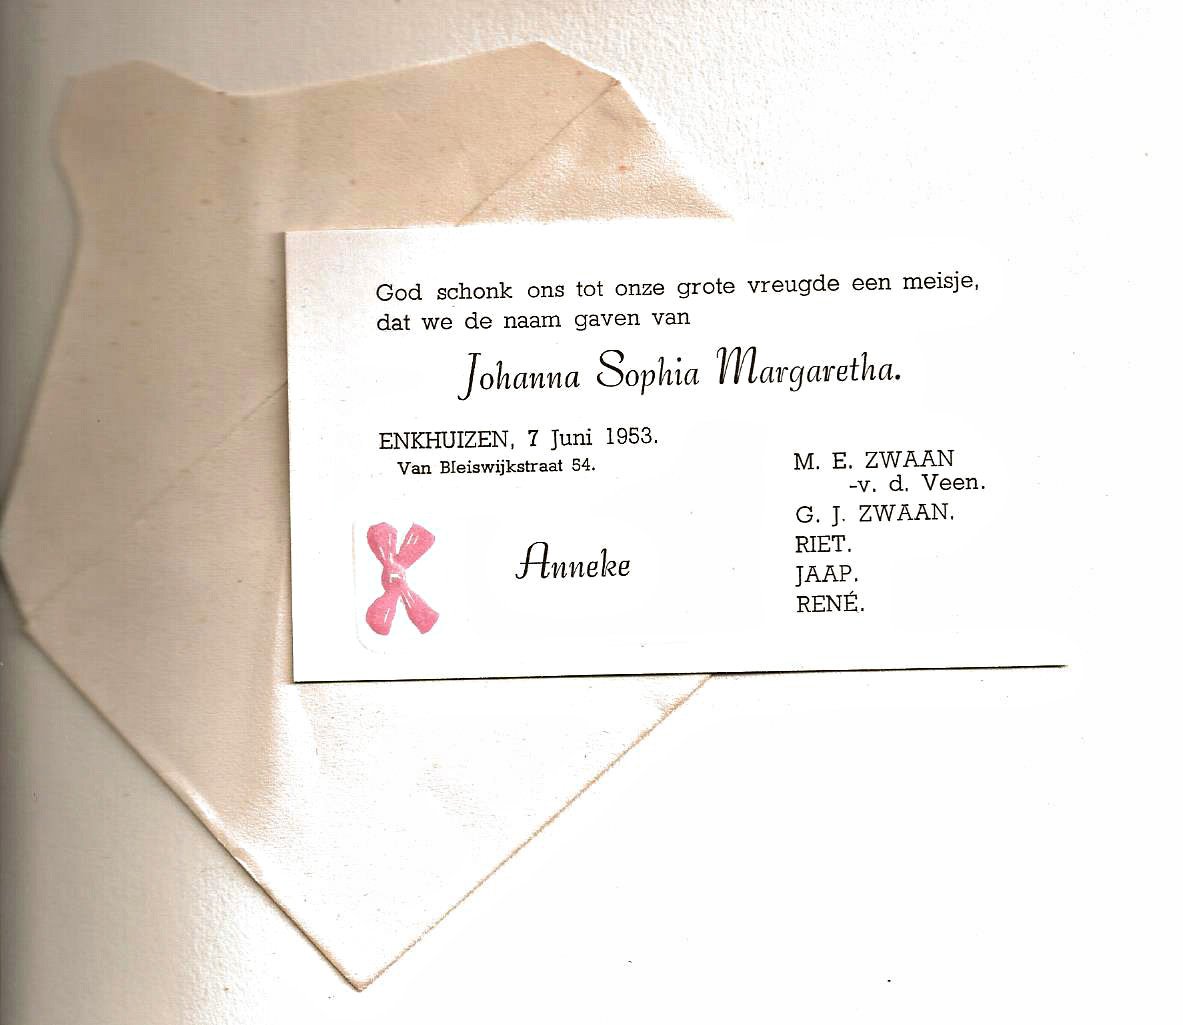 God schonk ons tot onze grote vreugde een meisje,
dat we de naam gaven van
Johanna Sophia Margaretha.
ENKHUIZEN, 7 Juni 1953.
Van Bleiswijkstraat 54.
M. E. ZWAAN
-v. d. Veen.
G. J. ZWAAN.
RIET.
JAAP.
RENÉ.
Anneke